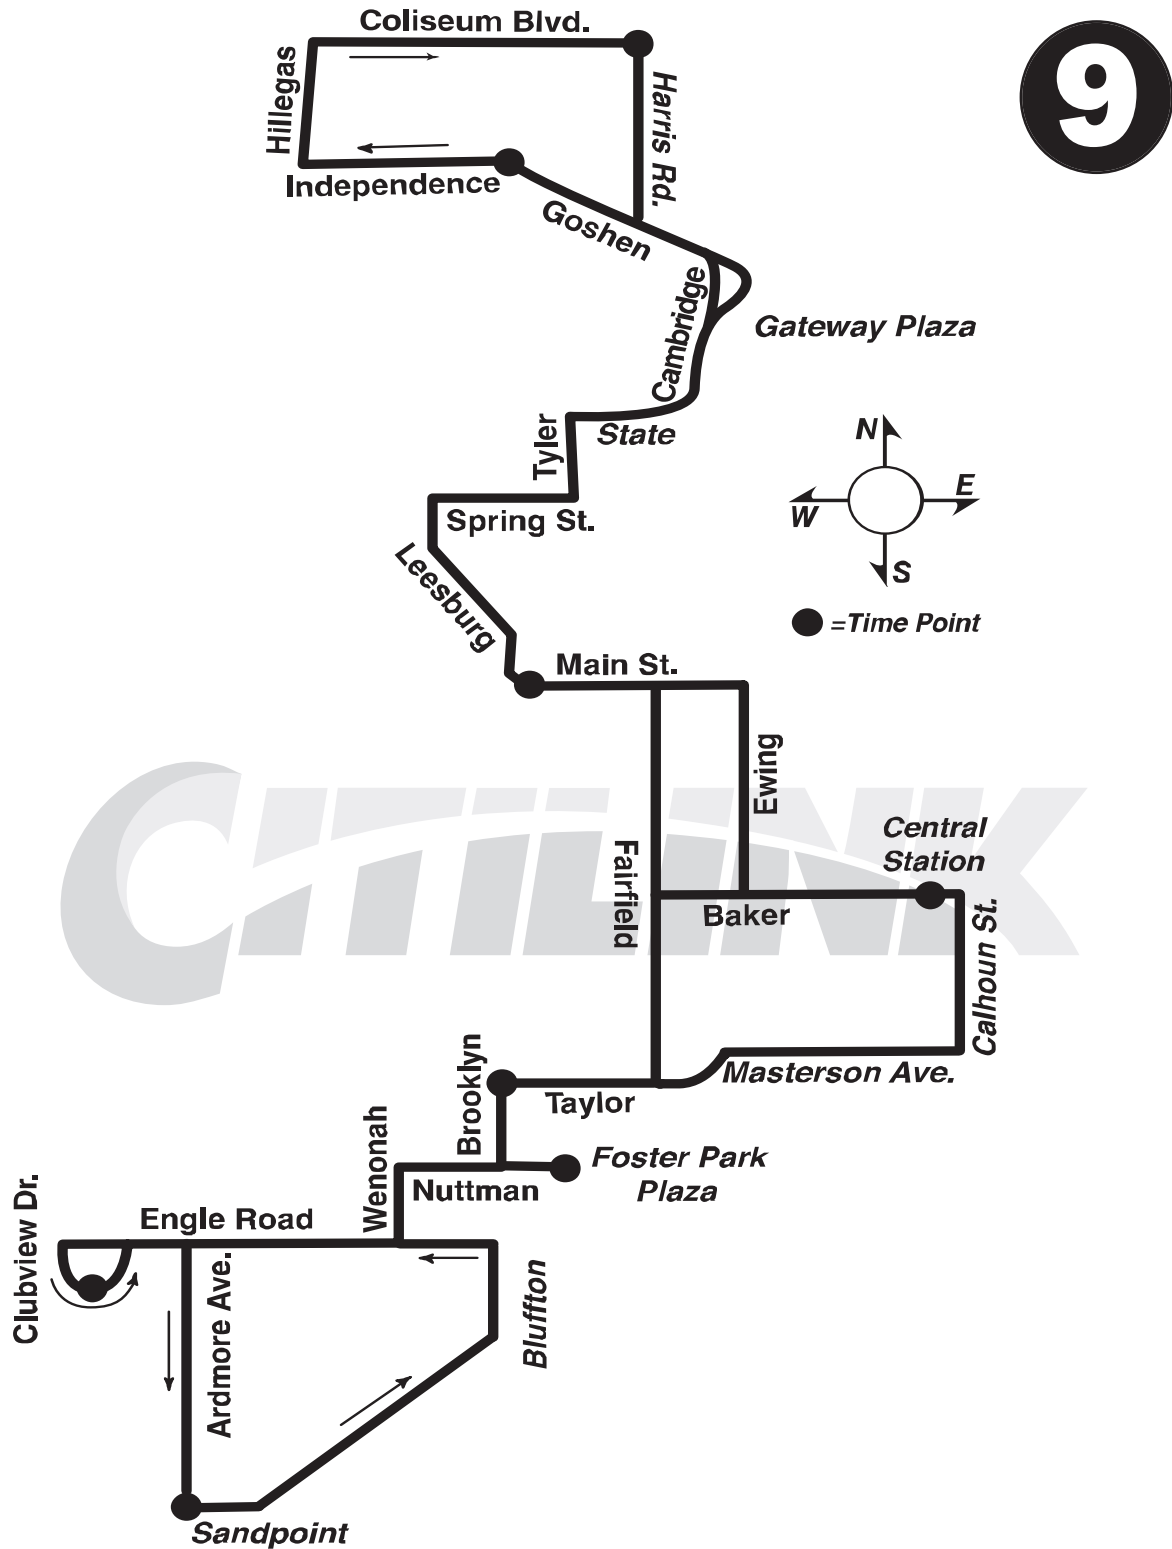 Coliseum Blvd.
9
Hillegas
Harris Rd.
Independence
Goshen
Cambridge
Gateway Plaza
Tyler
State
N
W
E
S
Spring St.
Leesburg
=Time Point
Main St.
Ewing
CITILINK
Central
Station
Fairfield
Baker
Calhoun St.
Brooklyn
Masterson Ave.
Taylor
Wenonah
Foster Park
Plaza
Nuttman
Clubview Dr.
Engle Road
Ardmore Ave.
Bluffton
Sandpoint